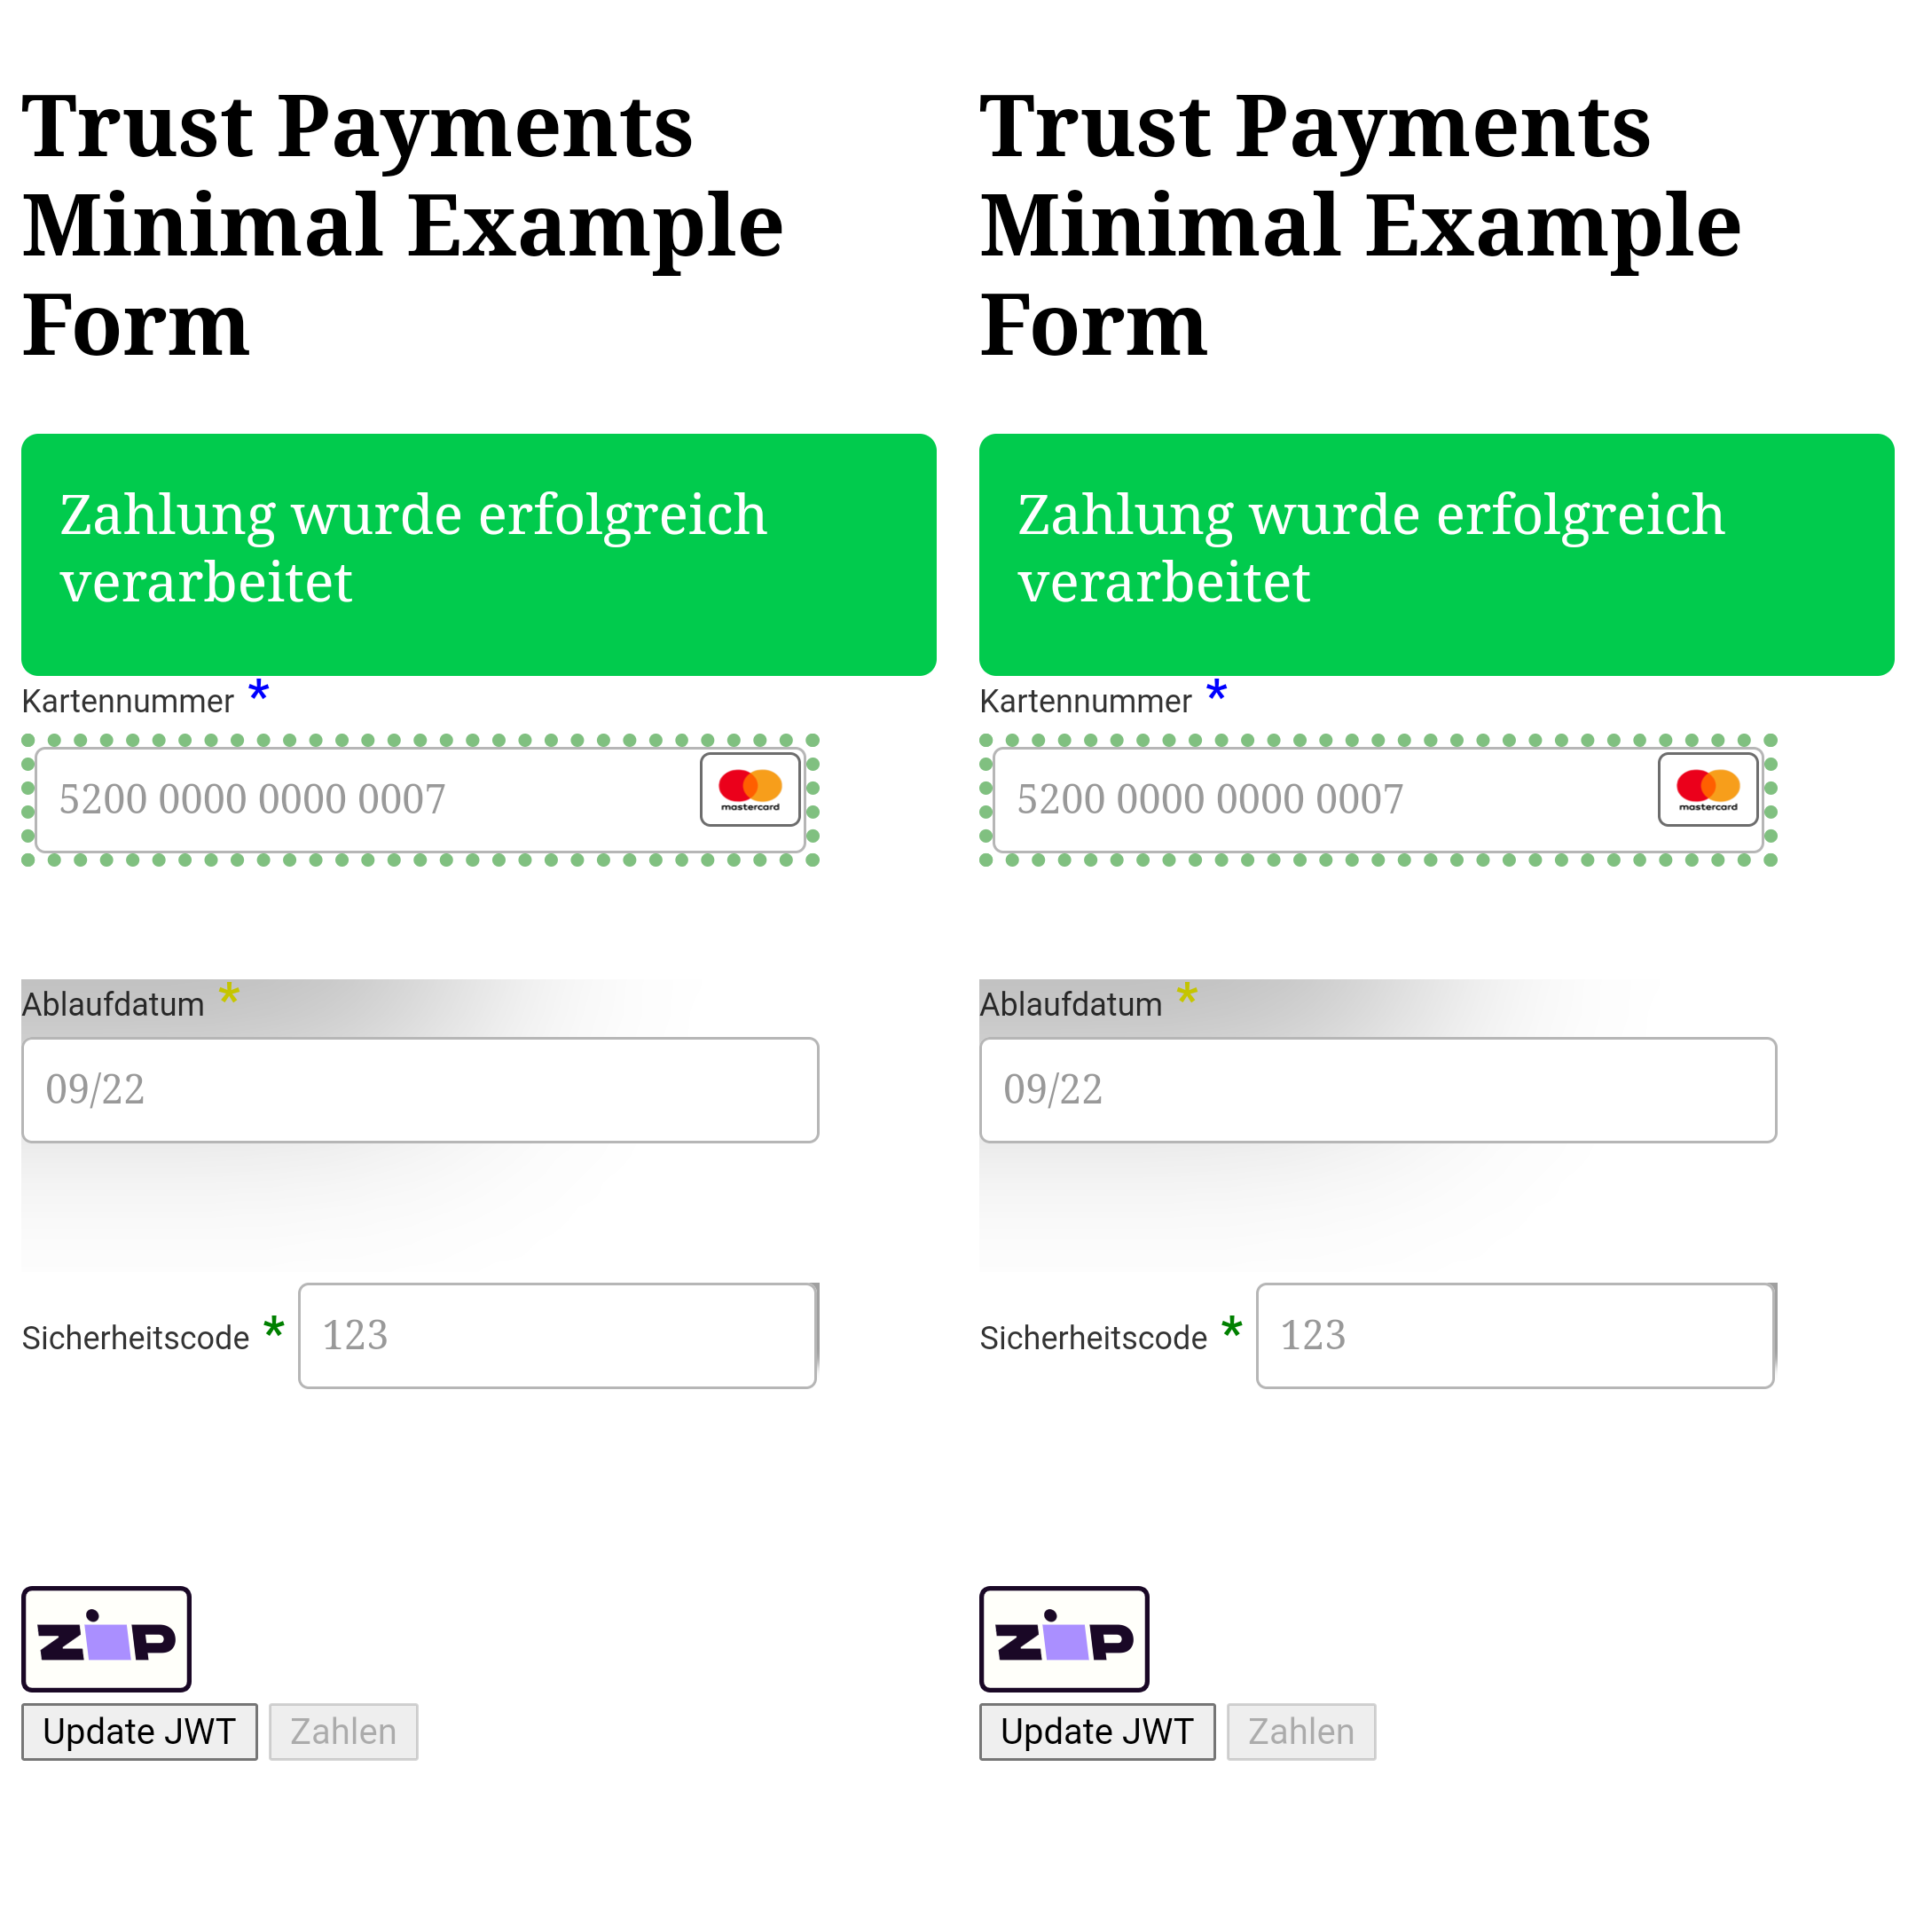 Trust Payments
Minimal Example
Form
Zahlung wurde erfolgreich
verarbeitet
Kartennummer *
5200 0000 0000 0007
mastercard
Ablaufdatum *
09/22
Sicherheitscode * 123
zip
Update JWT Zahlen
Trust Payments
Minimal Example
Form
Zahlung wurde erfolgreich
verarbeitet
Kartennummer *
5200 0000 0000 0007
mastercard
Ablaufdatum *
09/22
Sicherheitscode * 123
zip
Update JWT Zahlen